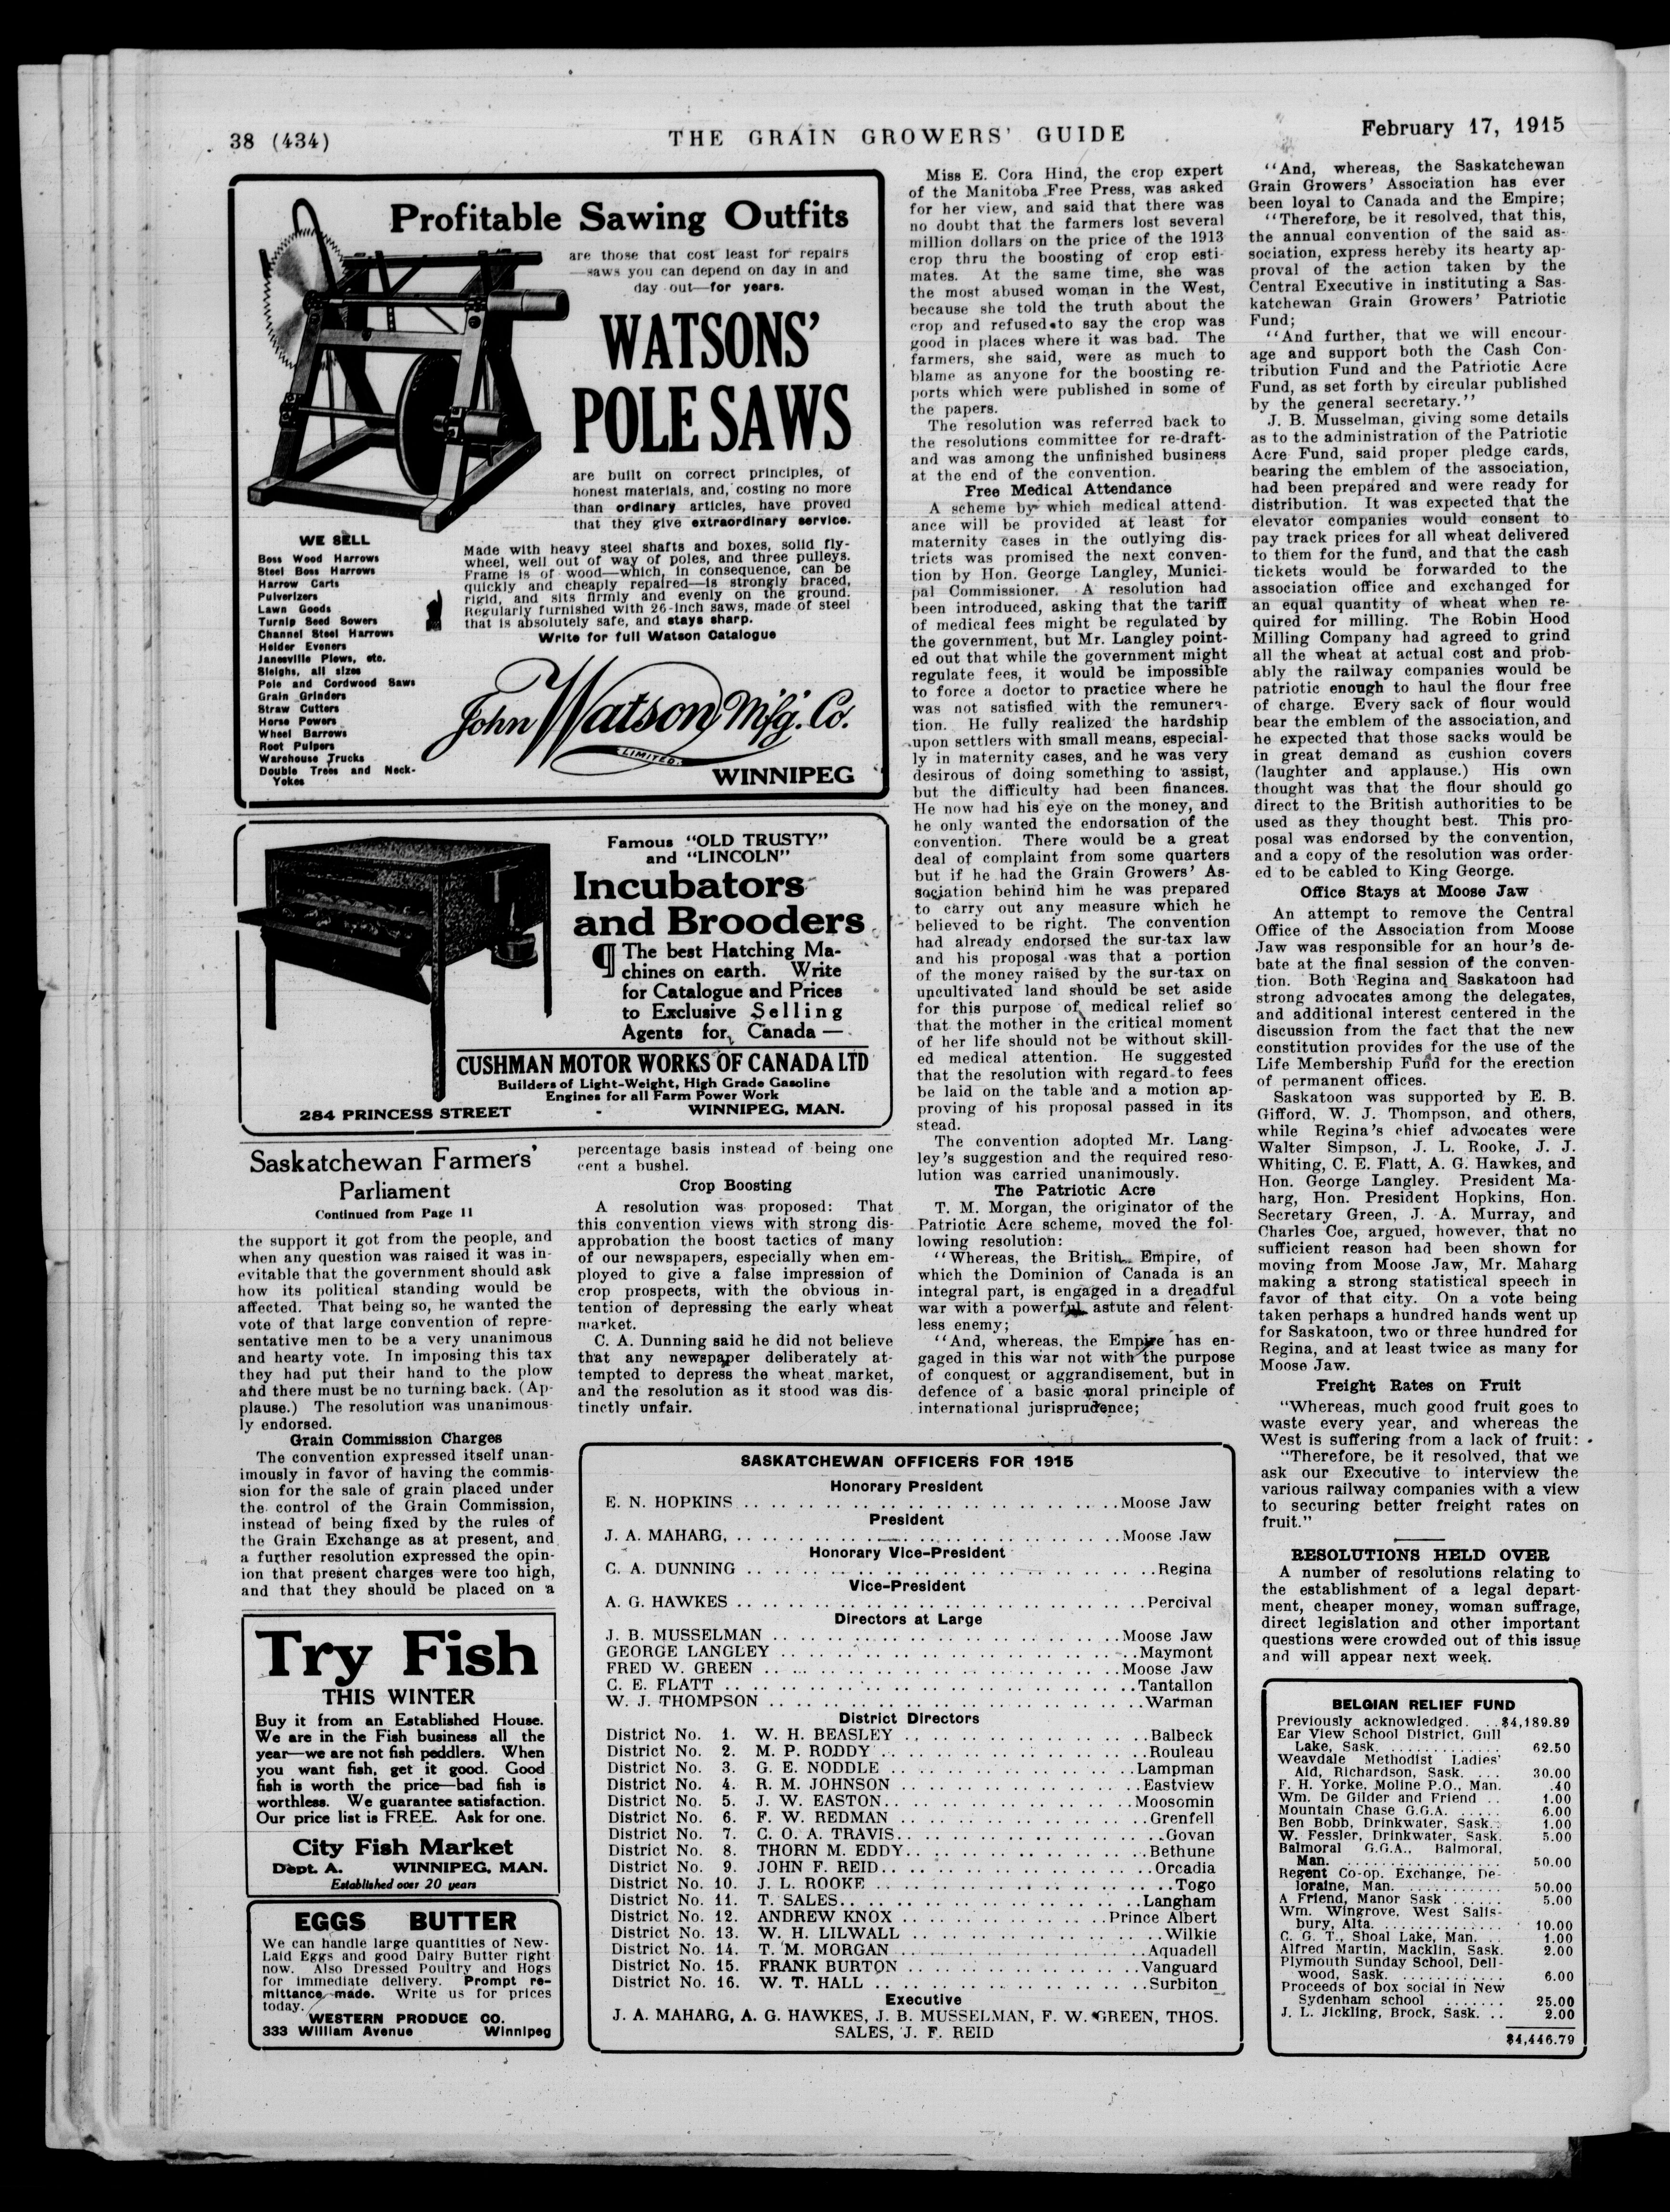 38 (434)
THE GRAIN GROWERS' GUIDE
February 17, 1915
Profitable Sawing Outfits
are those that cost least for repairs
—saws you can depend on day in and
day out—for years.
WATSONS'
POLE SAWS
are built on correct principles, of
honest materials, and, costing no more
than ordinary articles, have proved
that they give extraordinary service.
WE SELL
Boss Wood Harrows
Steel Boss Harrows
Harrow Carts
Pulverizers
Lawn Goods
Turnip Seed Sowers
Channel Steel Harrows
Heider Eveners
Janesville Plows, etc.
Sleighs, all sizes
Pole and Cordwood Saws
Grain Grinders
Straw Cutters
Horse Powers
Wheel Barrows
Root Pulpers
Warehouse Trucks
Double Trees and Neck-
Yokes
Made with heavy steel shafts and boxes, solid fly-
wheel, well out of way of poles, and three pulleys.
Frame is of wood—which, in consequence, can be
quickly and cheaply repaired—is strongly braced,
rigid, and sits firmly and evenly on the ground.
Regularly furnished with 26-inch saws, made of steel
that is absolutely safe, and stays sharp.
Write for full Watson Catalogue
John Watson Mfg. Co.
LIMITED.
WINNIPEG
Famous "OLD TRUSTY"
and "LINCOLN"
Incubators
and Brooders
¶ The best Hatching Ma-
chines on earth. Write
for Catalogue and Prices
to Exclusive Selling
Agents for Canada —
CUSHMAN MOTOR WORKS OF CANADA LTD
Builders of Light-Weight, High Grade Gasoline
Engines for all Farm Power Work
284 PRINCESS STREET - WINNIPEG, MAN.
Saskatchewan Farmers'
Parliament
Continued from Page 11
the support it got from the people, and
when any question was raised it was in-
evitable that the government should ask
how its political standing would be
affected. That being so, he wanted the
vote of that large convention of repre-
sentative men to be a very unanimous
and hearty vote. In imposing this tax
they had put their hand to the plow
and there must be no turning back. (Ap-
plause.) The resolution was unanimous-
ly endorsed.
Grain Commission Charges
The convention expressed itself unan-
imously in favor of having the commis-
sion for the sale of grain placed under
the control of the Grain Commission,
instead of being fixed by the rules of
the Grain Exchange as at present, and
a further resolution expressed the opin-
ion that present charges were too high,
and that they should be placed on a
Try Fish
THIS WINTER
Buy it from an Established House.
We are in the Fish business all the
year—we are not fish peddlers. When
you want fish, get it good. Good
fish is worth the price—bad fish is
worthless. We guarantee satisfaction.
Our price list is FREE. Ask for one.
City Fish Market
Dept. A. WINNIPEG, MAN.
Established over 20 years
EGGS BUTTER
We can handle large quantities of New-
Laid Eggs and good Dairy Butter right
now. Also Dressed Poultry and Hogs
for immediate delivery. Prompt re-
mittance made. Write us for prices
today.
WESTERN PRODUCE CO.
333 William Avenue Winnipeg
percentage basis instead of being one
cent a bushel.
Crop Boosting
A resolution was proposed: That
this convention views with strong dis-
approbation the boost tactics of many
of our newspapers, especially when em-
ployed to give a false impression of
crop prospects, with the obvious in-
tention of depressing the early wheat
market.
C. A. Dunning said he did not believe
that any newspaper deliberately at-
tempted to depress the wheat market,
and the resolution as it stood was dis-
tinctly unfair.
Miss E. Cora Hind, the crop expert
of the Manitoba Free Press, was asked
for her view, and said that there was
no doubt that the farmers lost several
million dollars on the price of the 1913
crop thru the boosting of crop esti-
mates. At the same time, she was
the most abused woman in the West,
because she told the truth about the
crop and refused to say the crop was
good in places where it was bad. The
farmers, she said, were as much to
blame as anyone for the boosting re-
ports which were published in some of
the papers.
The resolution was referred back to
the resolutions committee for re-draft-
and was among the unfinished business
at the end of the convention.
Free Medical Attendance
A scheme by which medical attend-
ance will be provided at least for
maternity cases in the outlying dis-
tricts was promised the next conven-
tion by Hon. George Langley, Munici-
pal Commissioner. A resolution had
been introduced, asking that the tariff
of medical fees might be regulated by
the government, but Mr. Langley point-
ed out that while the government might
regulate fees, it would be impossible
to force a doctor to practice where he
was not satisfied with the remunera-
tion. He fully realized the hardship
upon settlers with small means, especial-
ly in maternity cases, and he was very
desirous of doing something to assist,
but the difficulty had been finances.
He now had his eye on the money, and
he only wanted the endorsation of the
convention. There would be a great
deal of complaint from some quarters
but if he had the Grain Growers' As-
sociation behind him he was prepared
to carry out any measure which he
believed to be right. The convention
had already endorsed the sur-tax law
and his proposal was that a portion
of the money raised by the sur-tax on
upcultivated land should be set aside
for this purpose of medical relief so
that the mother in the critical moment
of her life should not be without skill-
ed medical attention. He suggested
that the resolution with regard to fees
be laid on the table and a motion ap-
proving of his proposal passed in its
stead.
The convention adopted Mr. Lang-
ley's suggestion and the required reso-
lution was carried unanimously.
The Patriotic Acre
T. M. Morgan, the originator of the
Patriotic Acre scheme, moved the fol-
lowing resolution:
"Whereas, the British Empire, of
which the Dominion of Canada is an
integral part, is engaged in a dreadful
war with a powerful astute and relent-
less enemy;
"And, whereas, the Empire has en-
gaged in this war not with the purpose
of conquest or aggrandisement, but in
defence of a basic moral principle of
international jurisprudence;
"And, whereas, the Saskatchewan
Grain Growers' Association has ever
been loyal to Canada and the Empire;
"Therefore, be it resolved, that this,
the annual convention of the said as-
sociation, express hereby its hearty ap-
proval of the action taken by the
Central Executive in instituting a Sas-
katchewan Grain Growers' Patriotic
Fund;
"And further, that we will encour-
age and support both the Cash Con-
tribution Fund and the Patriotic Acre
Fund, as set forth by circular published
by the general secretary."
J. B. Musselman, giving some details
as to the administration of the Patriotic
Acre Fund, said proper pledge cards,
bearing the emblem of the association,
had been prepared and were ready for
distribution. It was expected that the
elevator companies would consent to
pay track prices for all wheat delivered
to them for the fund, and that the cash
tickets would be forwarded to the
association office and exchanged for
an equal quantity of wheat when re-
quired for milling. The Robin Hood
Milling Company had agreed to grind
all the wheat at actual cost and prob-
ably the railway companies would be
patriotic enough to haul the flour free
of charge. Every sack of flour would
bear the emblem of the association, and
he expected that those sacks would be
in great demand as cushion covers
(laughter and applause.) His own
thought was that the flour should go
direct to the British authorities to be
used as they thought best. This pro-
posal was endorsed by the convention,
and a copy of the resolution was order-
ed to be cabled to King George.
Office Stays at Moose Jaw
An attempt to remove the Central
Office of the Association from Moose
Jaw was responsible for an hour's de-
bate at the final session of the conven-
tion. Both Regina and Saskatoon had
strong advocates among the delegates,
and additional interest centered in the
discussion from the fact that the new
constitution provides for the use of the
Life Membership Fund for the erection
of permanent offices.
Saskatoon was supported by E. B.
Gifford, W. J. Thompson, and others,
while Regina's chief advocates were
Walter Simpson, J. L. Rooke, J. J.
Whiting, C. E. Flatt, A. G. Hawkes, and
Hon. George Langley. President Ma-
harg, Hon. President Hopkins, Hon.
Secretary Green, J. A. Murray, and
Charles Coe, argued, however, that no
sufficient reason had been shown for
moving from Moose Jaw, Mr. Maharg
making a strong statistical speech in
favor of that city. On a vote being
taken perhaps a hundred hands went up
for Saskatoon, two or three hundred for
Regina, and at least twice as many for
Moose Jaw.
Freight Rates on Fruit
"Whereas, much good fruit goes to
waste every year, and whereas the
West is suffering from a lack of fruit:
"Therefore, be it resolved, that we
ask our Executive to interview the
various railway companies with a view
to securing better freight rates on
fruit."
RESOLUTIONS HELD OVER
A number of resolutions relating to
the establishment of a legal depart-
ment, cheaper money, woman suffrage,
direct legislation and other important
questions were crowded out of this issue
and will appear next week.
SASKATCHEWAN OFFICERS FOR 1915
Honorary President
E. N. HOPKINS .......... Moose Jaw
President
J. A. MAHARG, .......... Moose Jaw
Honorary Vice-President
C. A. DUNNING .......... Regina
Vice-President
A. G. HAWKES .......... Percival
Directors at Large
J. B. MUSSELMAN .......... Moose Jaw
GEORGE LANGLEY .......... Maymont
FRED W. GREEN .......... Moose Jaw
C. E. FLATT .......... Tantallon
W. J. THOMPSON .......... Warman
District Directors
District No. 1. W. H. BEASLEY .......... Balbeck
District No. 2. M. P. RODDY .......... Rouleau
District No. 3. G. E. NODDLE .......... Lampman
District No. 4. R. M. JOHNSON .......... Eastview
District No. 5. J. W. EASTON .......... Moosomin
District No. 6. F. W. REDMAN .......... Grenfell
District No. 7. C. O. A. TRAVIS .......... Govan
District No. 8. THORN M. EDDY .......... Bethune
District No. 9. JOHN F. REID .......... Orcadia
District No. 10. J. L. ROOKE .......... Togo
District No. 11. T. SALES .......... Langham
District No. 12. ANDREW KNOX .......... Prince Albert
District No. 13. W. H. LILWALL .......... Wilkie
District No. 14. T. M. MORGAN .......... Aquadell
District No. 15. FRANK BURTON .......... Vanguard
District No. 16. W. T. HALL .......... Surbiton
Executive
J. A. MAHARG, A. G. HAWKES, J. B. MUSSELMAN, F. W. GREEN, THOS.
SALES, J. F. REID
BELGIAN RELIEF FUND
Previously acknowledged. ... $4,189.89
Ear View School District, Gull
Lake, Sask. .......... 62.50
Weavdale Methodist Ladies'
Aid, Richardson, Sask. .... 30.00
F. H. Yorke, Moline P.O., Man. .40
Wm. De Gilder and Friend .. 1.00
Mountain Chase G.G.A. ..... 6.00
Ben Bobb, Drinkwater, Sask. 1.00
W. Fessler, Drinkwater, Sask. 5.00
Balmoral G.G.A., Balmoral,
Man. .......... 50.00
Regent Co-op. Exchange, De-
loraine, Man. .......... 50.00
A Friend, Manor Sask ...... 5.00
Wm. Wingrove, West Salis-
bury, Alta. .......... 10.00
C. G. T., Shoal Lake, Man. .. 1.00
Alfred Martin, Macklin, Sask. 2.00
Plymouth Sunday School, Dell-
wood, Sask. .......... 6.00
Proceeds of box social in New
Sydenham school ....... 25.00
J. L. Jickling, Brock, Sask. .. 2.00
$4,446.79